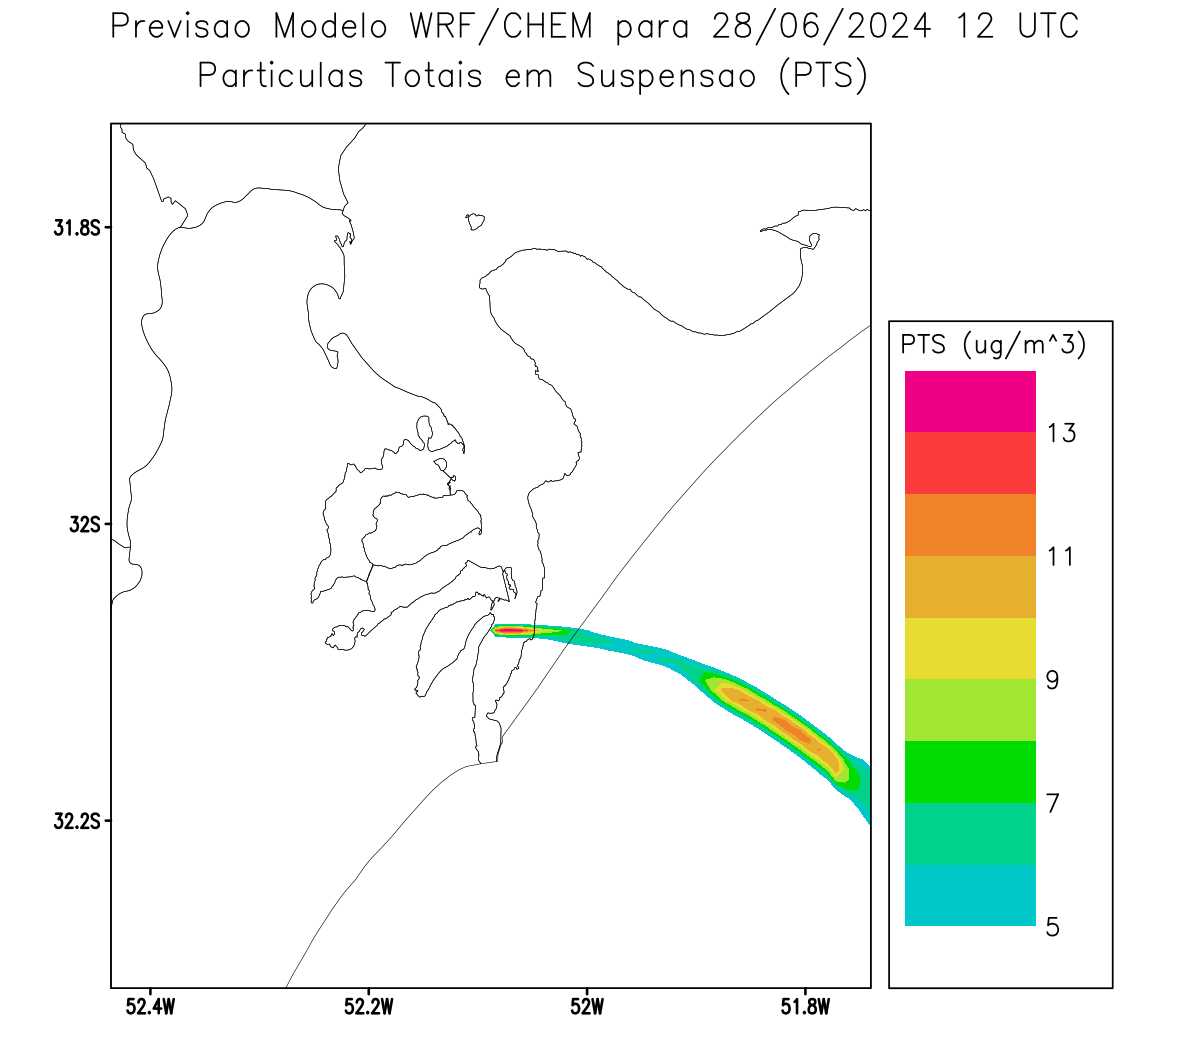 Previsao Modelo WRF/CHEM para 28/06/2024 12 UTC
Particulas Totais em Suspensao (PTS)
31.8S
32S
32.2S
52.4W
52.2W
52W
51.8W
PTS (ug/m^3)
13
11
9
7
5